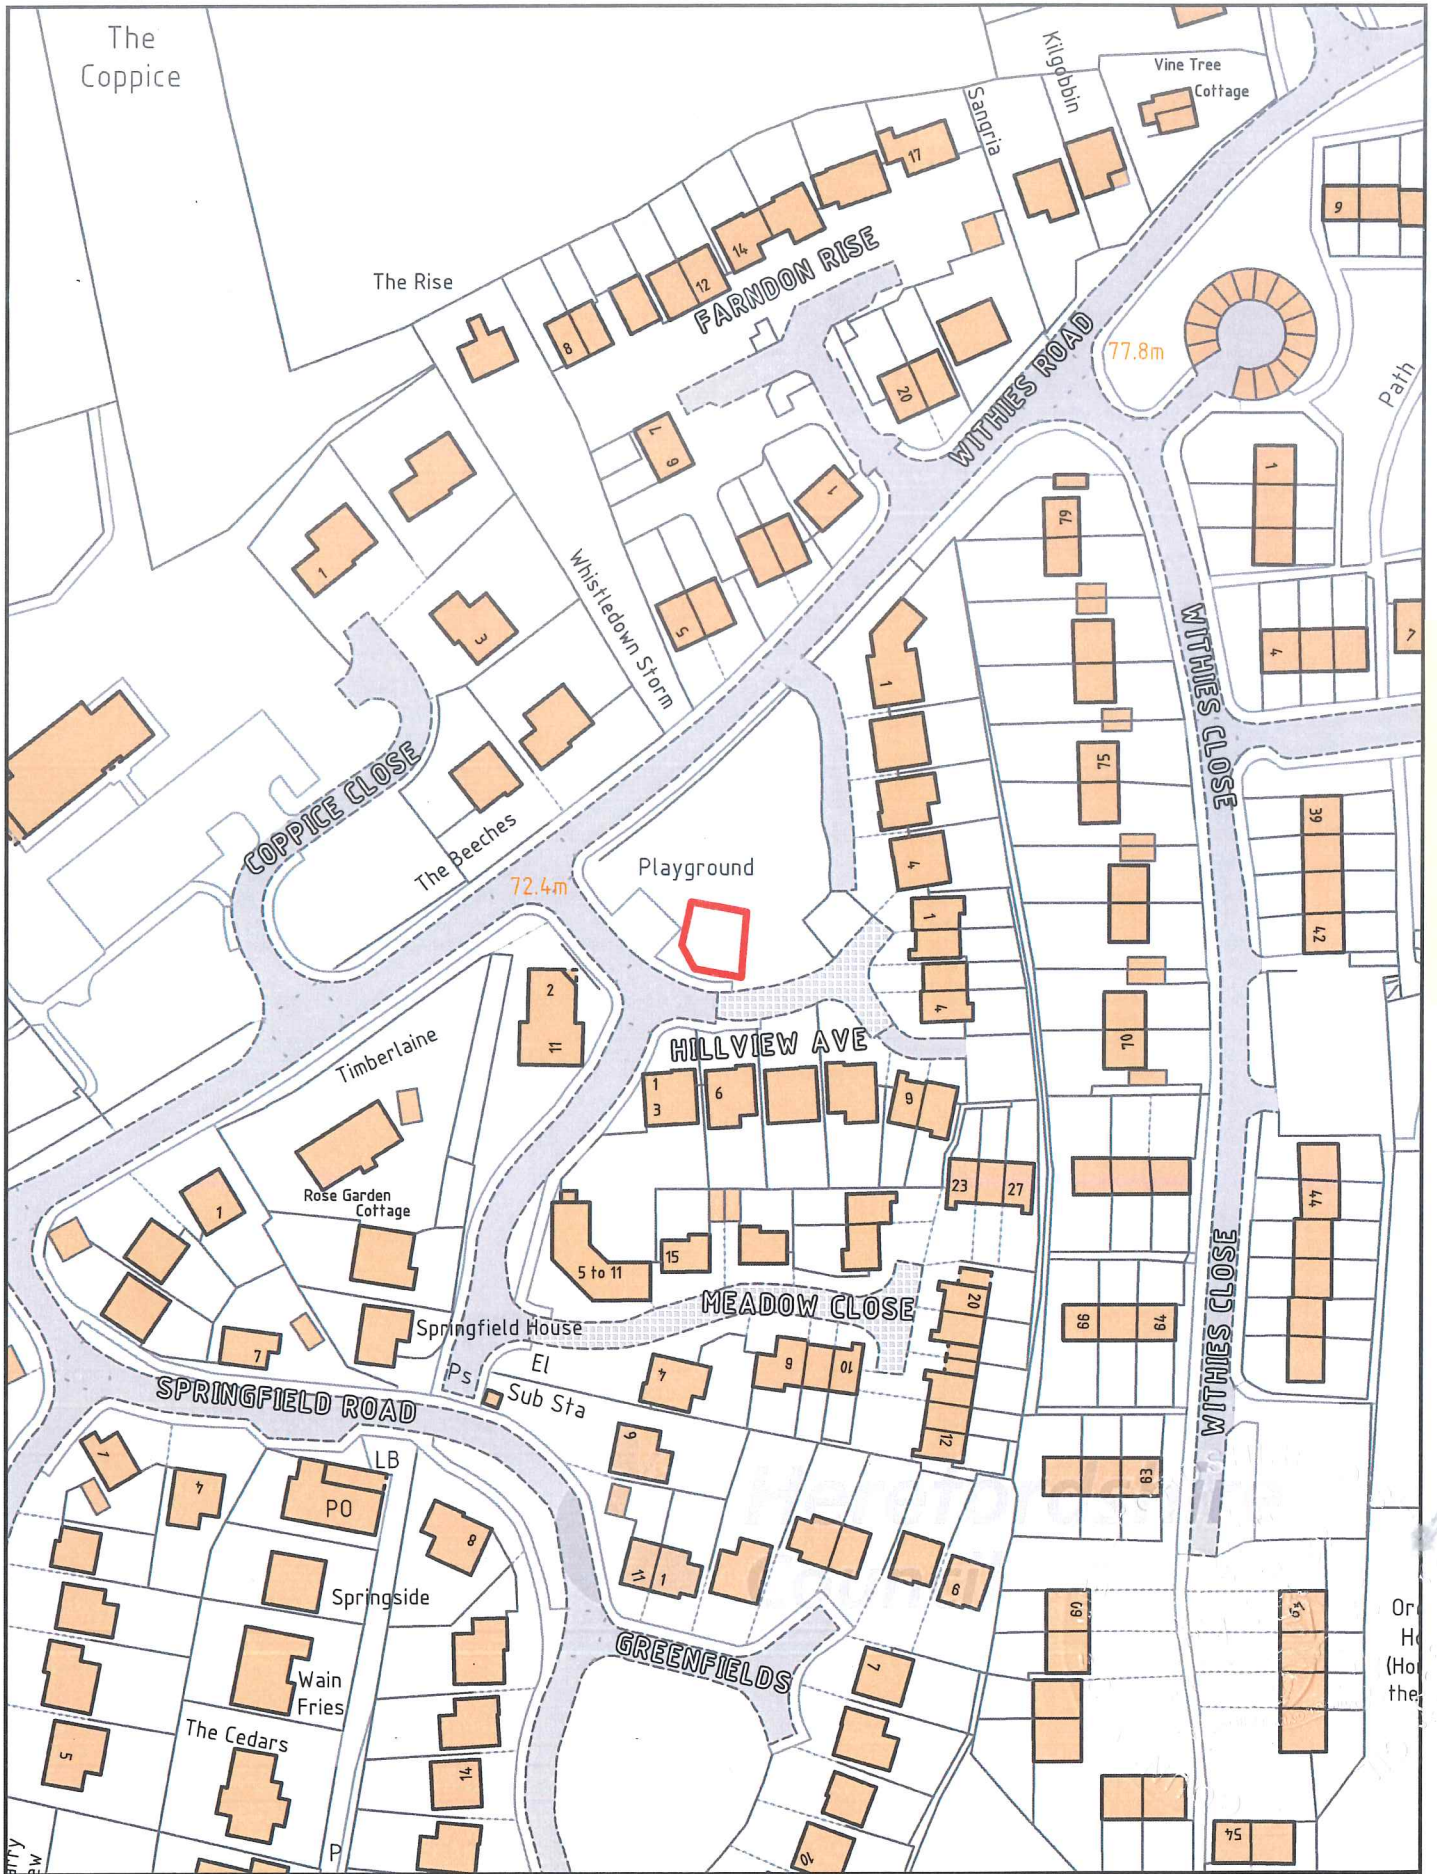 The
Coppice
Kilgobbin
Vine Tree
Cottage
Sangria
17
9
14
FARNDON RISE
12
The Rise
8
WITHIES ROAD
77.8m
20
Path
7
6
1
1
1
79
Whistledown Storm
3
5
WITHIES CLOSE
4
7
1
75
COPPICE CLOSE
39
The Beeches
4
Playground
72.4m
1
42
2
11
4
Timberlaine
HILLVIEW AVE
70
1
3
6
9
Rose Garden
Cottage
1
23
27
44
5 to 11
15
MEADOW CLOSE
20
WITHIES CLOSE
Springfield House
66
64
7
Ps
El
Sub Sta
4
9
10
SPRINGFIELD ROAD
12
1
LB
9
4
PO
63
Herefordshire
Council
8
11
1
Springside
6
69
GREENFIELDS
7
Wain
Fries
The Cedars
5
14
10
54
P